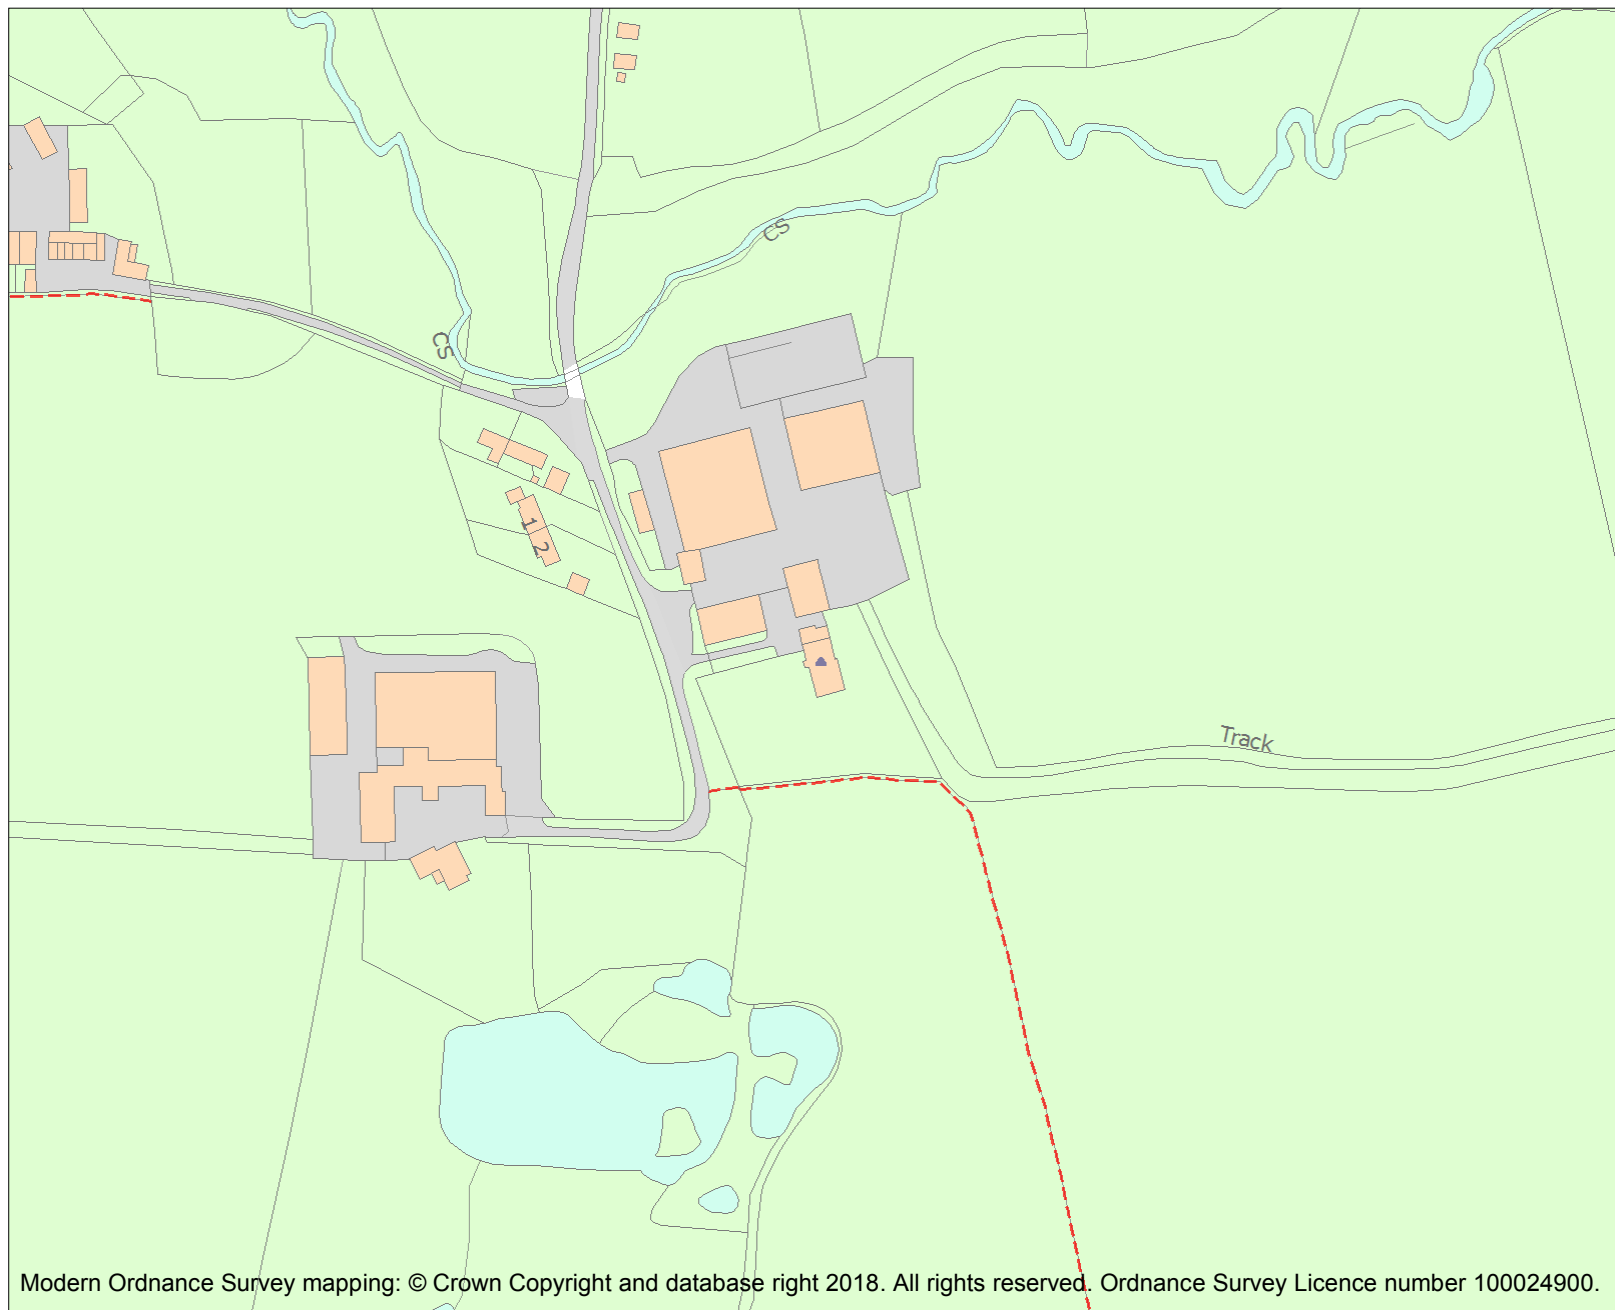 CS
CS
1
2
Track
Modern Ordnance Survey mapping: © Crown Copyright and database right 2018. All rights reserved. Ordnance Survey Licence number 100024900.